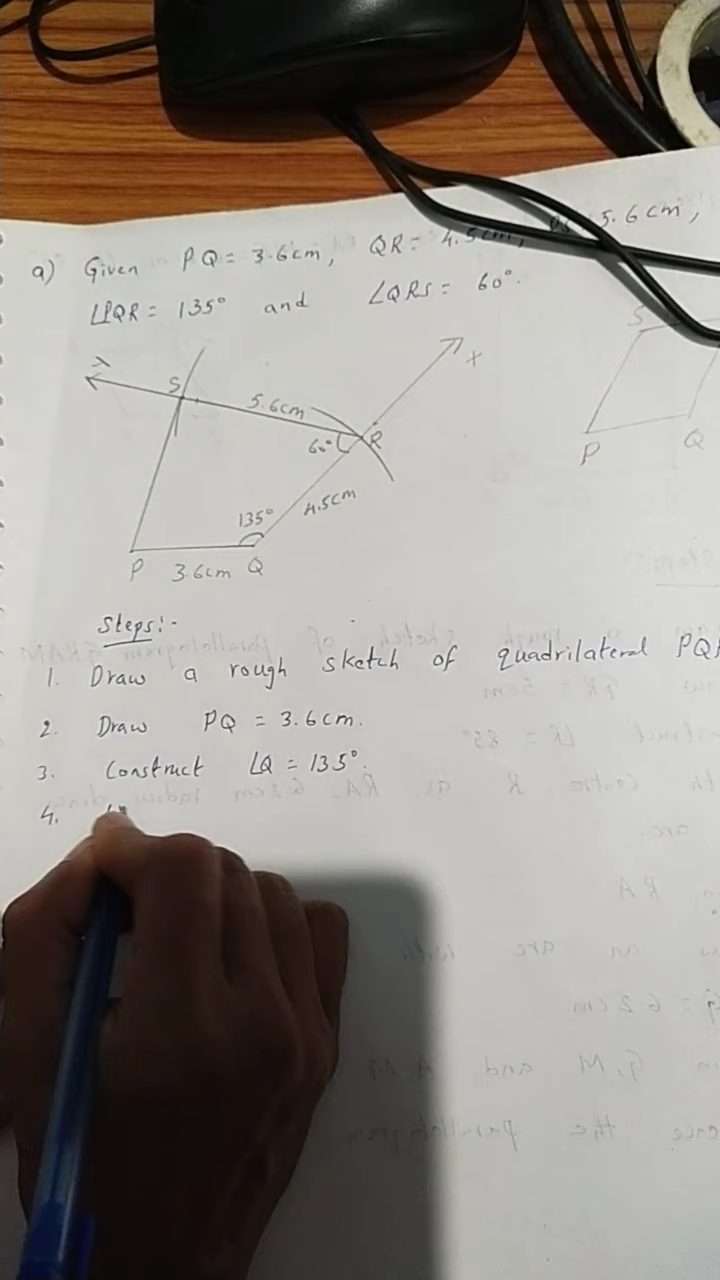 a) Given PQ = 3.6cm, QR = 4.5cm, 5.6cm,
∠PQR = 135° and ∠QRS = 60°.
S
X
S
5.6cm
60°
R
P
Q
135°
4.5cm
P 3.6cm Q
Steps:-
1. Draw a rough sketch of quadrilateral
2. Draw PQ = 3.6cm.
3. Construct ∠Q = 135°.
4.